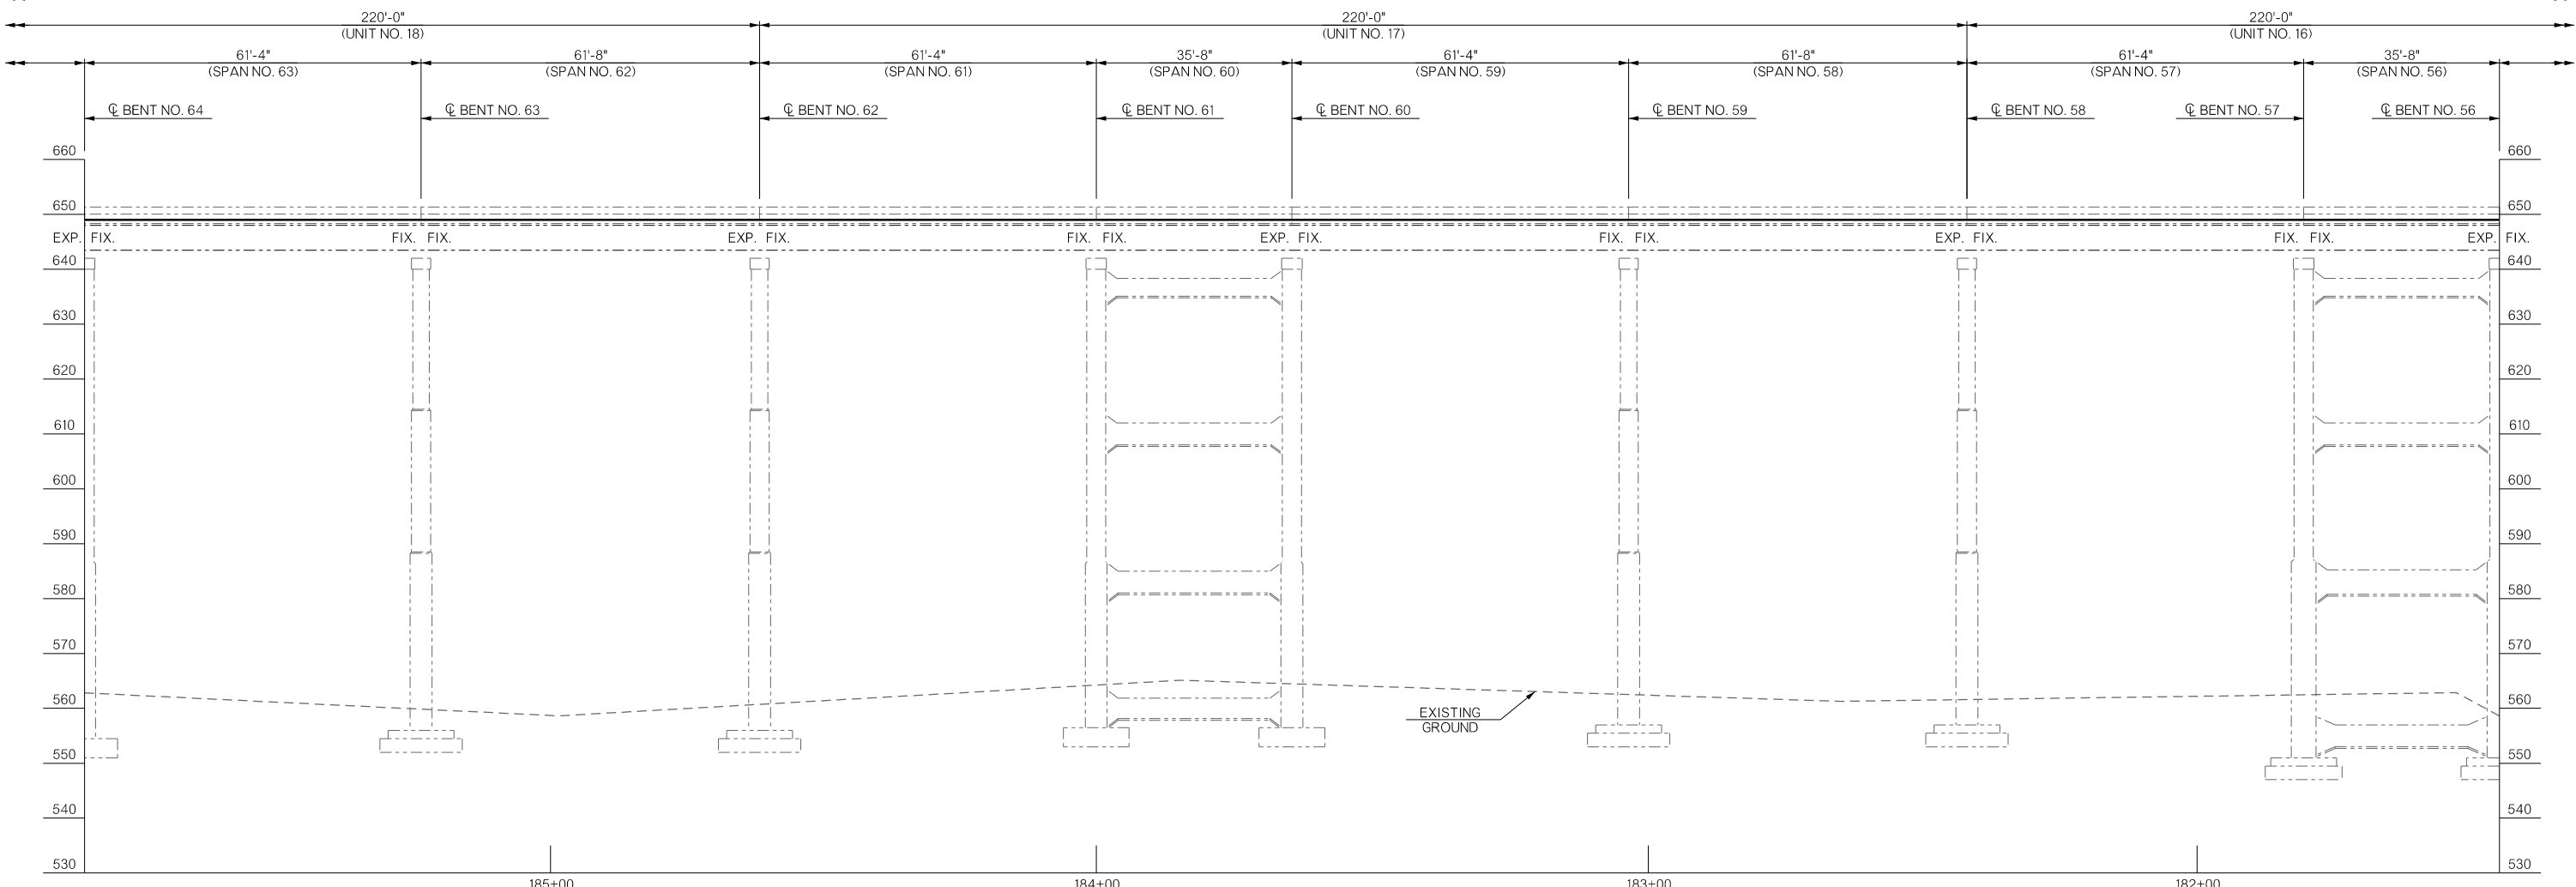 220'-0" 220'-0" 220'-0"
(UNIT NO. 18) (UNIT NO. 17) (UNIT NO. 16)
61'-4" 61'-8" 61'-4" 35'-8" 61'-4" 61'-8" 61'-4" 35'-8"
(SPAN NO. 63) (SPAN NO. 62) (SPAN NO. 61) (SPAN NO. 60) (SPAN NO. 59) (SPAN NO. 58) (SPAN NO. 57) (SPAN NO. 56)
℄ BENT NO. 64 ℄ BENT NO. 63 ℄ BENT NO. 62 ℄ BENT NO. 61 ℄ BENT NO. 60 ℄ BENT NO. 59 ℄ BENT NO. 58 ℄ BENT NO. 57 ℄ BENT NO. 56
660 660
650 650
EXP. FIX. FIX. FIX. EXP. FIX. FIX. FIX. EXP. FIX. FIX. FIX. EXP. FIX. FIX. FIX. EXP. FIX.
640 640
630 630
620 620
610 610
600 600
590 590
580 580
570 570
560 560
EXISTING
GROUND
550 550
540 540
530 530
185+00 184+00 183+00 182+00